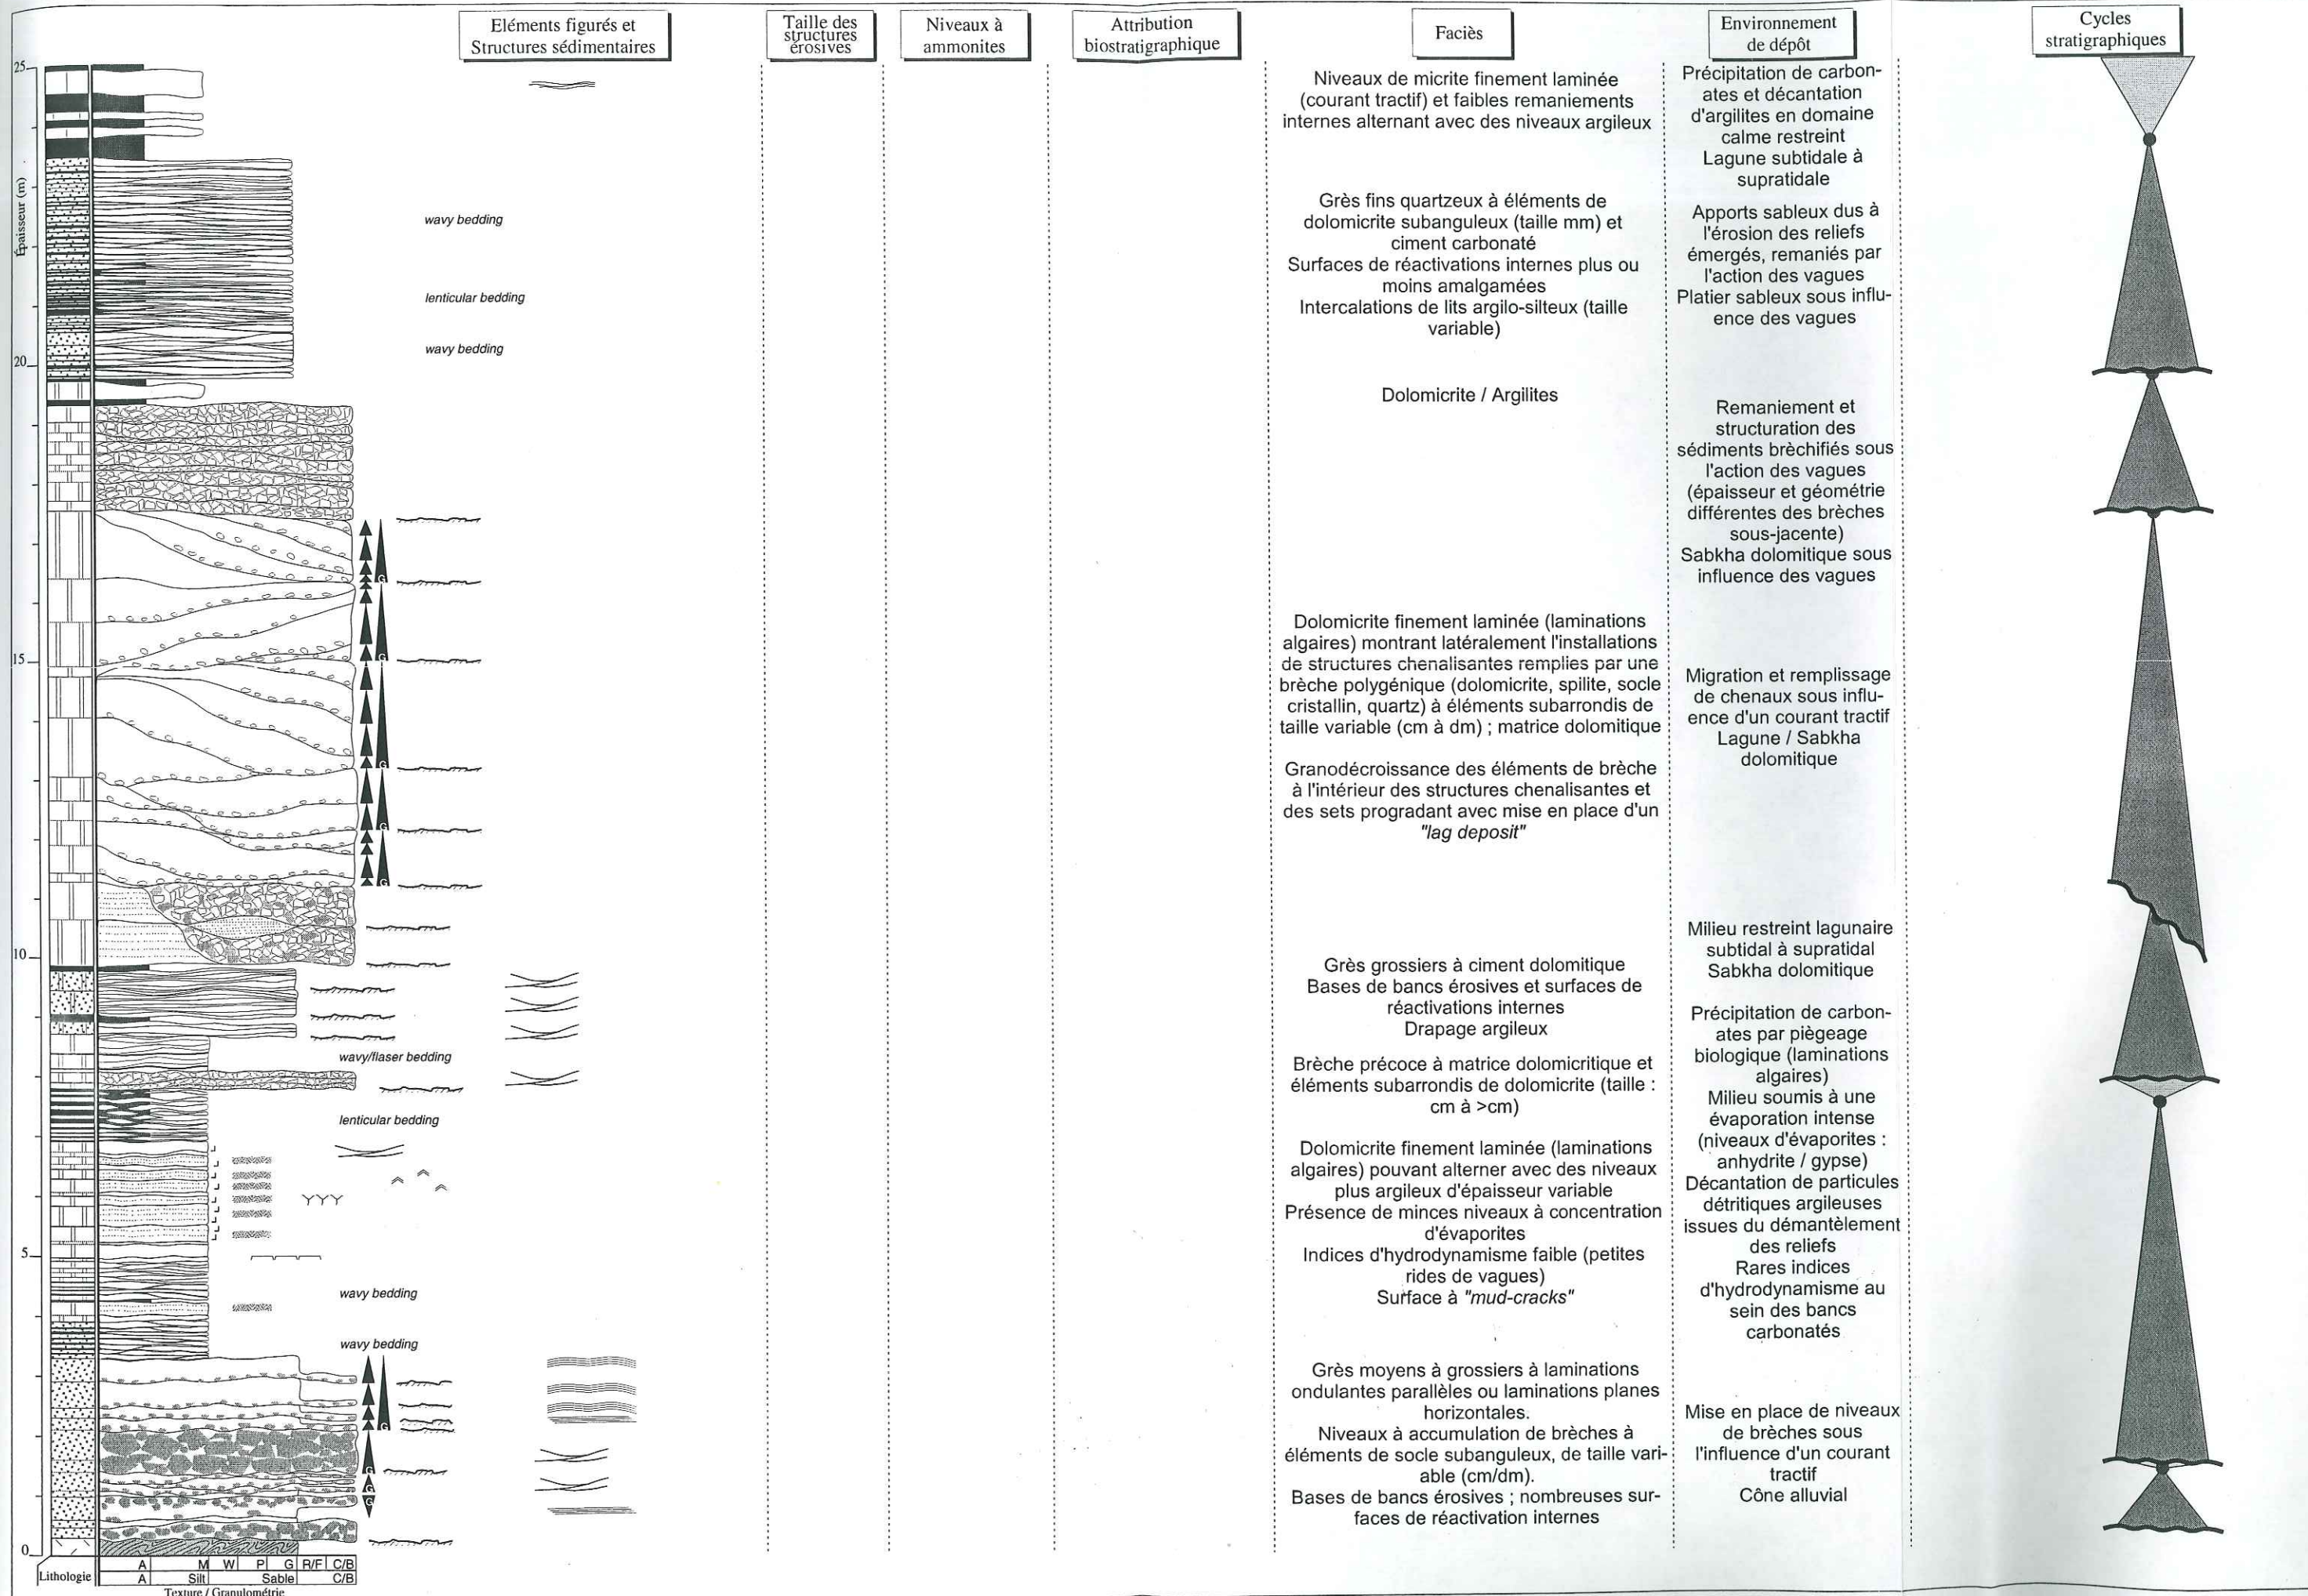 Eléments figurés et
Structures sédimentaires
Taille des
structures
érosives
Niveaux à
ammonites
Attribution
biostratigraphique
Faciès
Environnement
de dépôt
Cycles
stratigraphiques
25
20
15
10
5
0
Épaisseur (m)
wavy bedding
lenticular bedding
wavy bedding
G
G
G
G
G
wavy/flaser bedding
lenticular bedding
wavy bedding
wavy bedding
G
G
G
G
Niveaux de micrite finement laminée
(courant tractif) et faibles remaniements
internes alternant avec des niveaux argileux
Grès fins quartzeux à éléments de
dolomicrite subanguleux (taille mm) et
ciment carbonaté
Surfaces de réactivations internes plus ou
moins amalgamées
Intercalations de lits argilo-silteux (taille
variable)
Dolomicrite / Argilites
Dolomicrite finement laminée (laminations
algaires) montrant latéralement l'installations
de structures chenalisantes remplies par une
brèche polygénique (dolomicrite, spilite, socle
cristallin, quartz) à éléments subarrondis de
taille variable (cm à dm) ; matrice dolomitique
Granodécroissance des éléments de brèche
à l'intérieur des structures chenalisantes et
des sets progradant avec mise en place d'un
"lag deposit"
Grès grossiers à ciment dolomitique
Bases de bancs érosives et surfaces de
réactivations internes
Drapage argileux
Brèche précoce à matrice dolomicritique et
éléments subarrondis de dolomicrite (taille :
cm à >cm)
Dolomicrite finement laminée (laminations
algaires) pouvant alterner avec des niveaux
plus argileux d'épaisseur variable
Présence de minces niveaux à concentration
d'évaporites
Indices d'hydrodynamisme faible (petites
rides de vagues)
Surface à "mud-cracks"
Grès moyens à grossiers à laminations
ondulantes parallèles ou laminations planes
horizontales.
Niveaux à accumulation de brèches à
éléments de socle subanguleux, de taille vari-
able (cm/dm).
Bases de bancs érosives ; nombreuses sur-
faces de réactivation internes
Précipitation de carbon-
ates et décantation
d'argilites en domaine
calme restreint
Lagune subtidale à
supratidale
Apports sableux dus à
l'érosion des reliefs
émergés, remaniés par
l'action des vagues
Platier sableux sous influ-
ence des vagues
Remaniement et
structuration des
sédiments brèchifiés sous
l'action des vagues
(épaisseur et géométrie
différentes des brèches
sous-jacente)
Sabkha dolomitique sous
influence des vagues
Migration et remplissage
de chenaux sous influ-
ence d'un courant tractif
Lagune / Sabkha
dolomitique
Milieu restreint lagunaire
subtidal à supratidal
Sabkha dolomitique
Précipitation de carbon-
ates par piègeage
biologique (laminations
algaires)
Milieu soumis à une
évaporation intense
(niveaux d'évaporites :
anhydrite / gypse)
Décantation de particules
détritiques argileuses
issues du démantèlement
des reliefs
Rares indices
d'hydrodynamisme au
sein des bancs
carbonatés
Mise en place de niveaux
de brèches sous
l'influence d'un courant
tractif
Cône alluvial
Lithologie
A M W P G R/F C/B
A Silt Sable C/B
Texture / Granulométrie